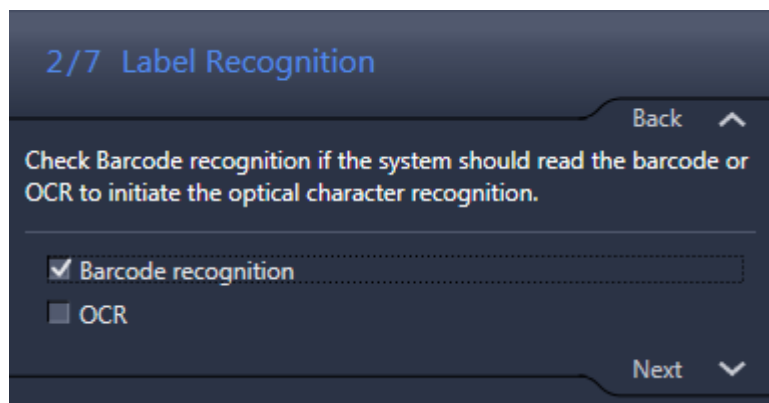 2/7 Label Recognition
Back
Check Barcode recognition if the system should read the barcode or
OCR to initiate the optical character recognition.
Barcode recognition
OCR
Next